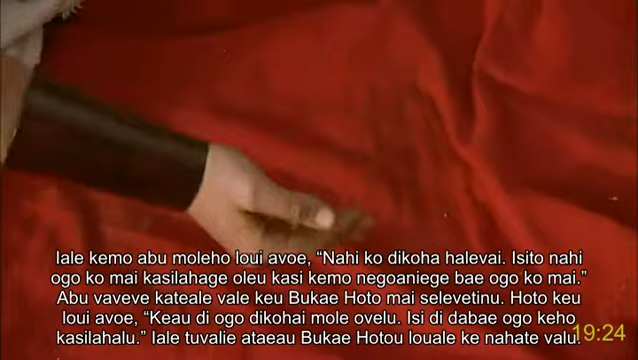 Iale kemo abu moleho loui avoe, “Nahi ko dikoha halevai. Isito nahi
ogo ko mai kasilahage oleu kasi kemo negoaniege bae ogo ko mai.”
Abu vaveve kateale vale keu Bukae Hoto mai selevetinu. Hoto keu
loui avoe, “Keau di ogo dikohai mole ovelu. Isi di dabae ogo keho
kasilahalu.” Iale tuvalie ataeau Bukae Hotou louale ke nahate valu.
19:24